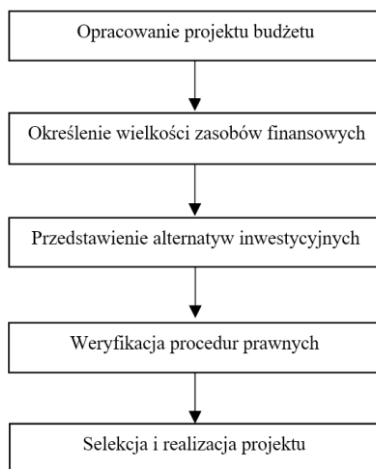 Opracowanie projektu budżetu
Określenie wielkości zasobów finansowych
Przedstawienie alternatyw inwestycyjnych
Weryfikacja procedur prawnych
Selekcja i realizacja projektu